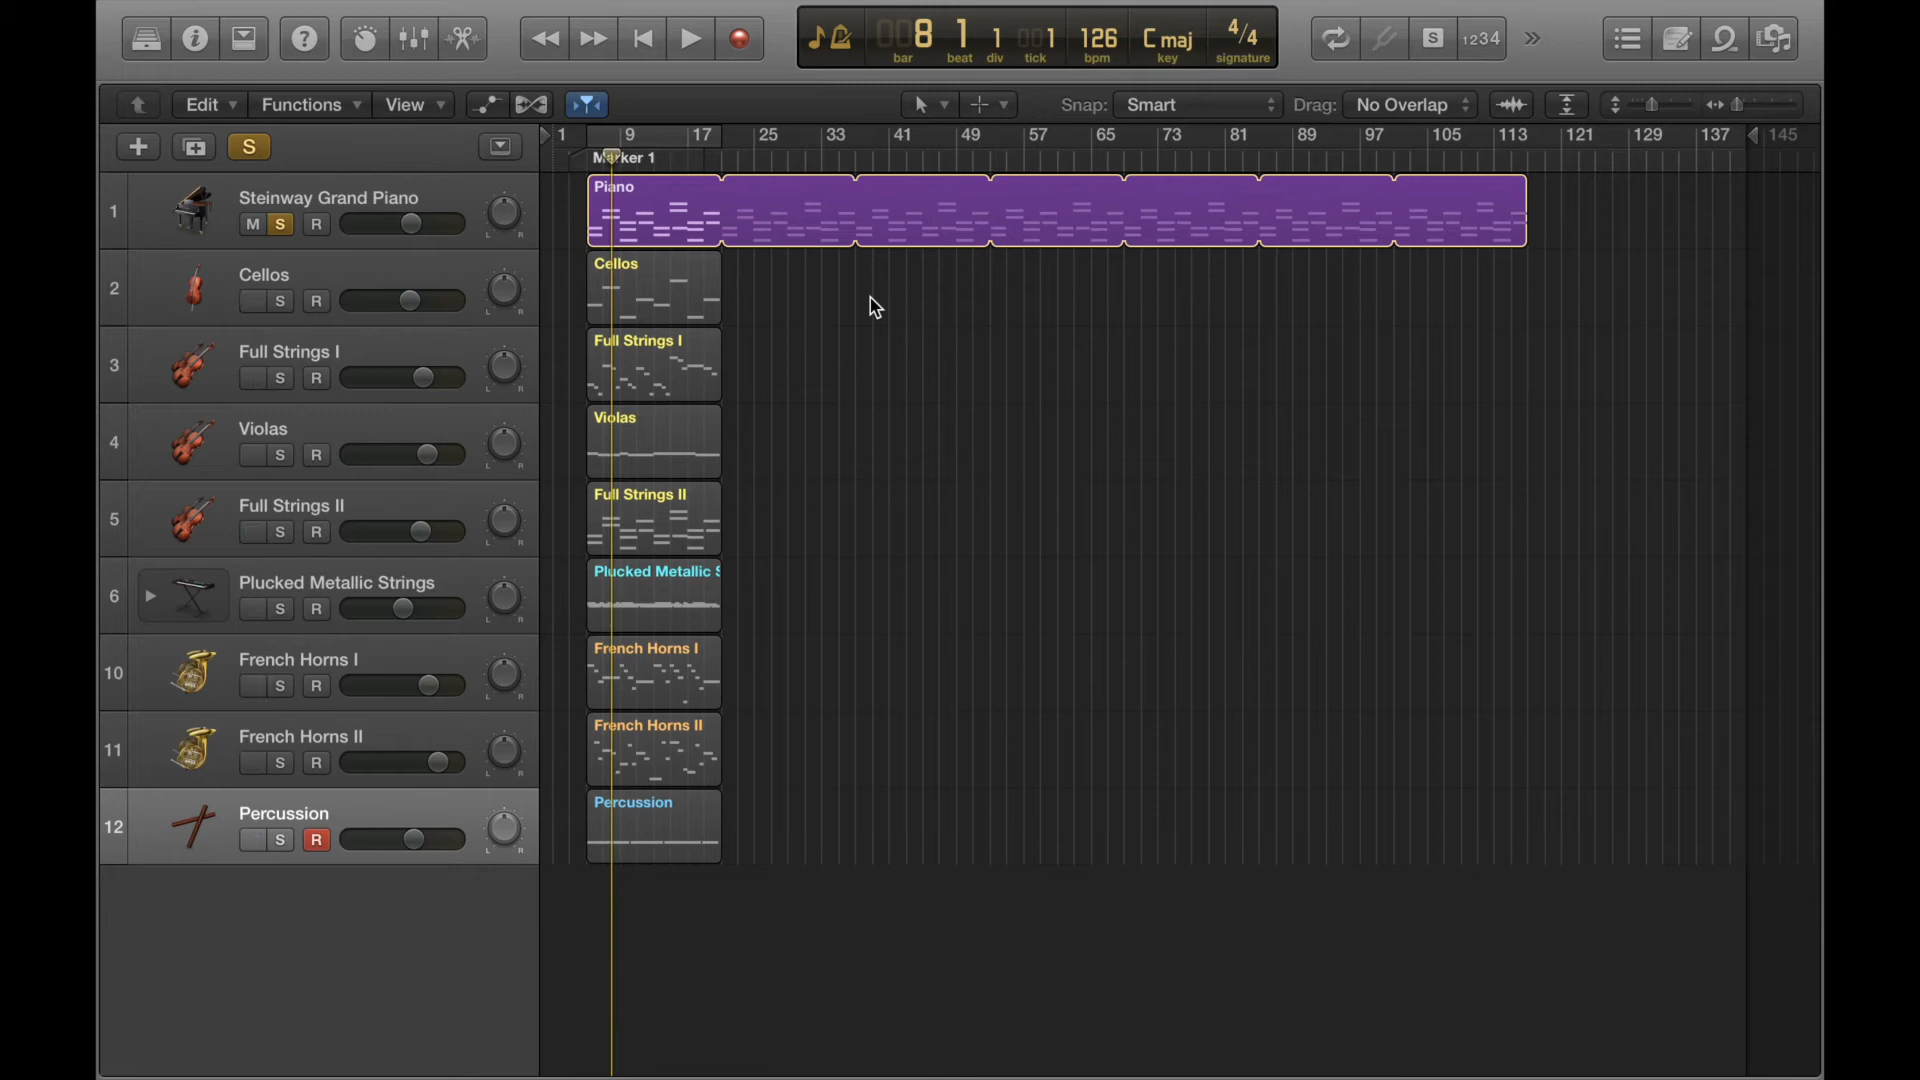 8 1 1 1 126 C maj 4/4
bar beat div tick bpm key signature
S 1234
Edit Functions View Snap: Smart Drag: No Overlap
S
1 9 17 25 33 41 49 57 65 73 81 89 97 105 113 121 129 137 145
Marker 1
1 Steinway Grand Piano
M S R
L R
Piano
2 Cellos
S R
L R
Cellos
3 Full Strings I
S R
L R
Full Strings I
4 Violas
S R
L R
Violas
5 Full Strings II
S R
L R
Full Strings II
6 Plucked Metallic Strings
S R
L R
Plucked Metallic S
10 French Horns I
S R
L R
French Horns I
11 French Horns II
S R
L R
French Horns II
12 Percussion
S R
L R
Percussion